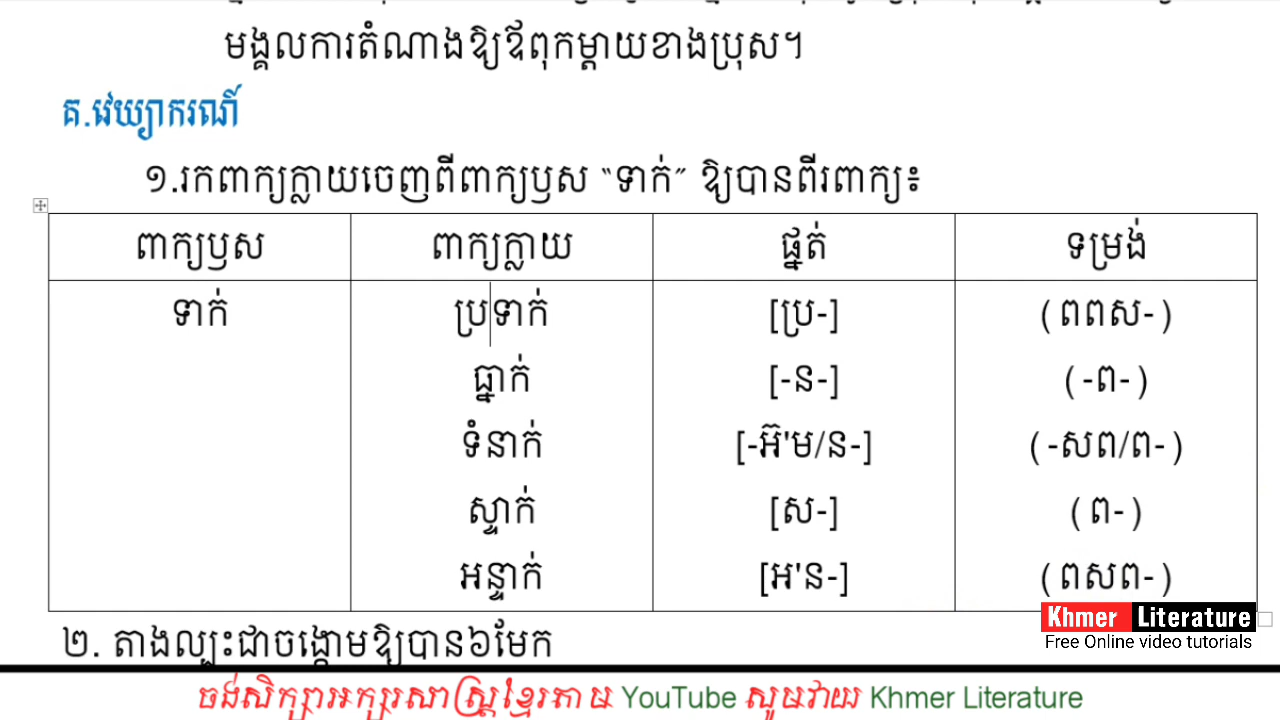 មង្គលការតំណាងឱ្យឪពុកម្ដាយខាងប្រុស។
គ.វេយ្យាករណ៍
១.រកពាក្យក្លាយចេញពីពាក្យឫស “ទាក់” ឱ្យបានពីរពាក្យ៖
ពាក្យឫស ពាក្យក្លាយ ផ្នត់ ទម្រង់
ទាក់ ប្រទាក់ [ប្រ-] (ពពស-)
ធ្នាក់ [-ន-] (-ព-)
ទំនាក់ [-អ៊'ម/ន-] (-សព/ព-)
ស្ទាក់ [ស-] (ព-)
អន្ទាក់ [អ'ន-] (ពសព-)
Khmer Literature
Free Online video tutorials
២. តាងល្បះជាចង្កោមឱ្យបាន៦មែក
ចង់សិក្សាអក្សរសាស្ត្រខ្មែរតាម YouTube សូមវាយ Khmer Literature